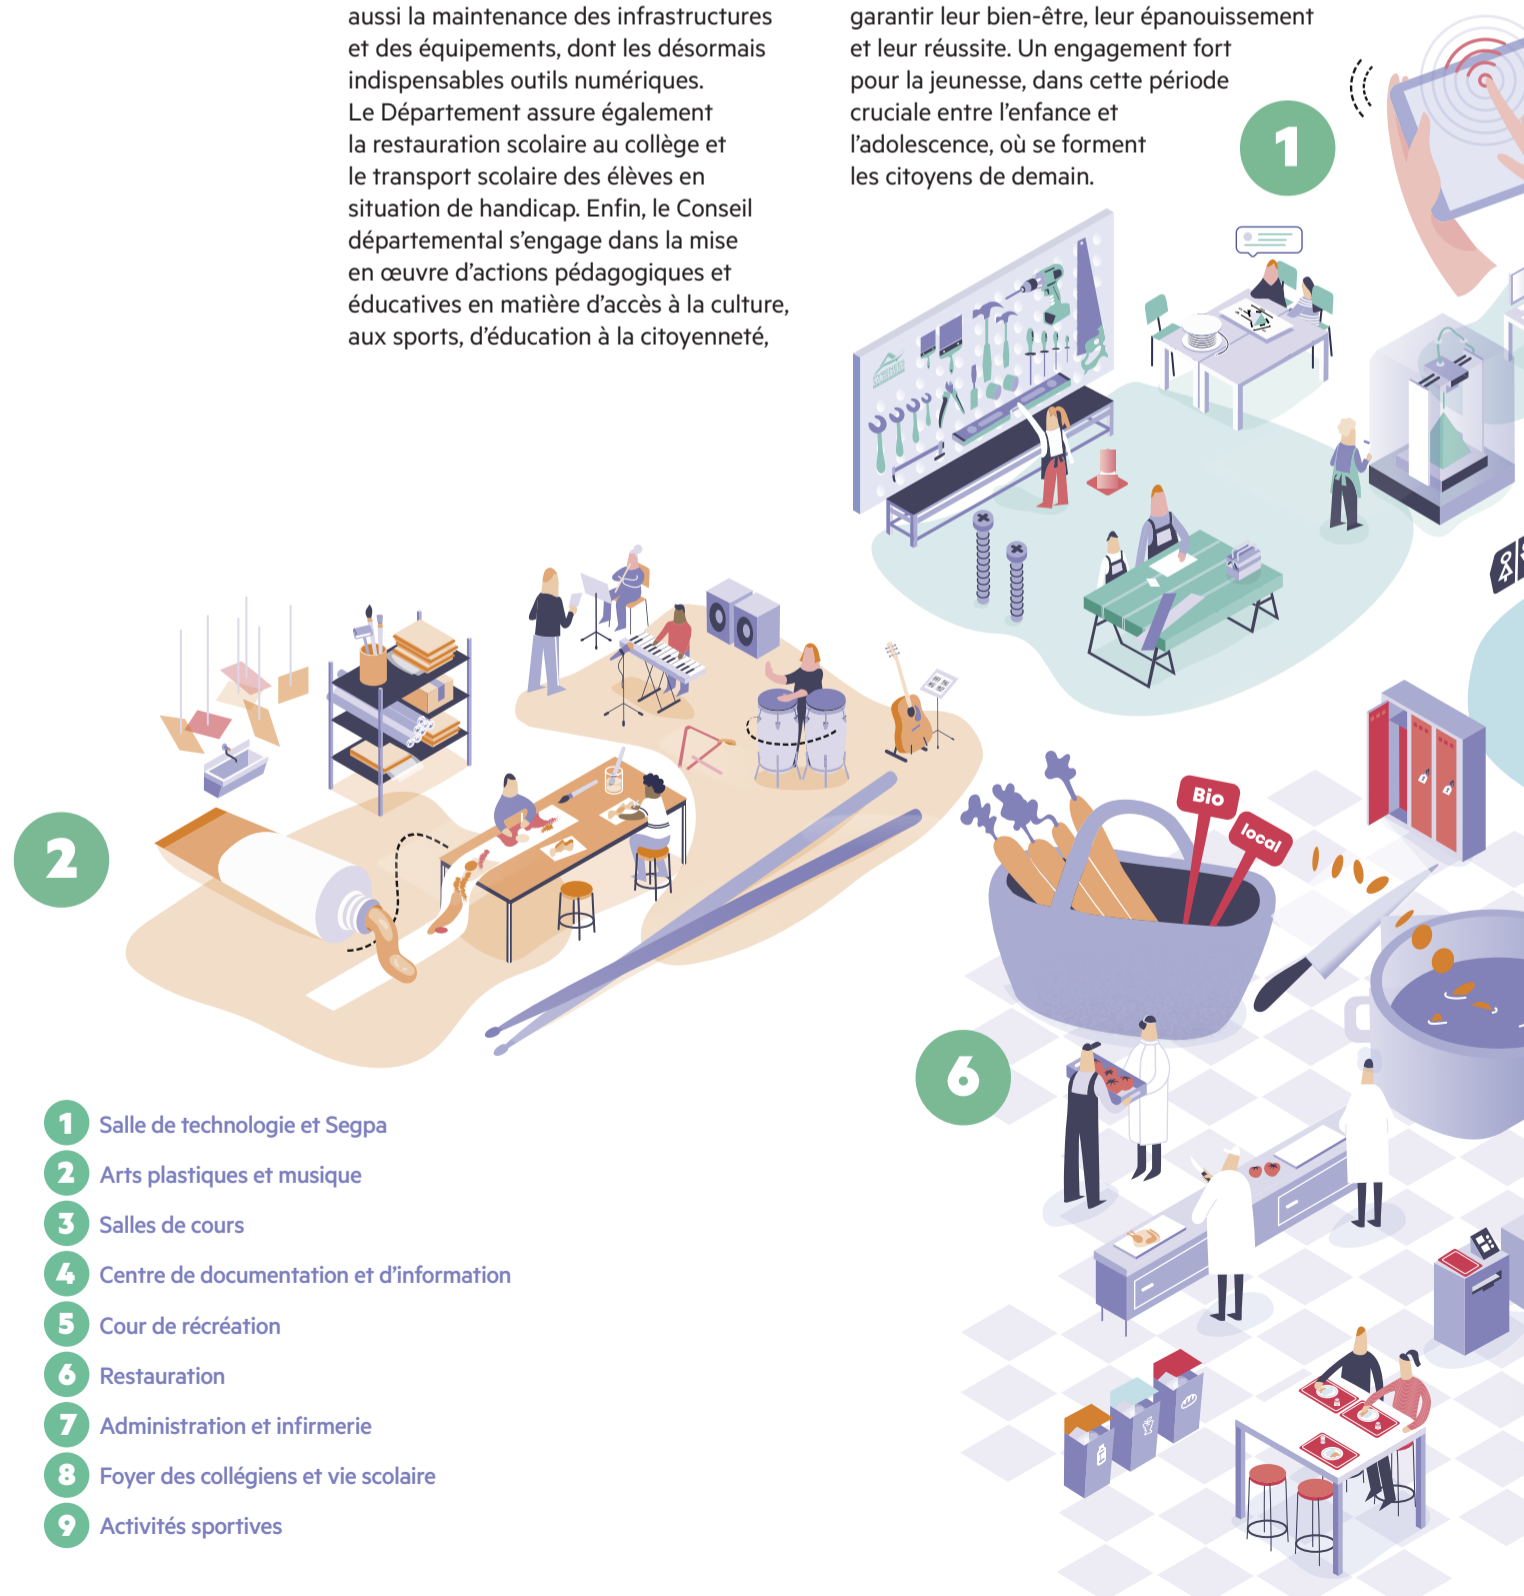 aussi la maintenance des infrastructures
et des équipements, dont les désormais
indispensables outils numériques.
Le Département assure également
la restauration scolaire au collège et
le transport scolaire des élèves en
situation de handicap. Enfin, le Conseil
départemental s’engage dans la mise
en œuvre d’actions pédagogiques et
éducatives en matière d’accès à la culture,
aux sports, d’éducation à la citoyenneté,
garantir leur bien-être, leur épanouissement
et leur réussite. Un engagement fort
pour la jeunesse, dans cette période
cruciale entre l’enfance et
l’adolescence, où se forment
les citoyens de demain.
1
2
Bio
local
6
1 Salle de technologie et Segpa
2 Arts plastiques et musique
3 Salles de cours
4 Centre de documentation et d’information
5 Cour de récréation
6 Restauration
7 Administration et infirmerie
8 Foyer des collégiens et vie scolaire
9 Activités sportives